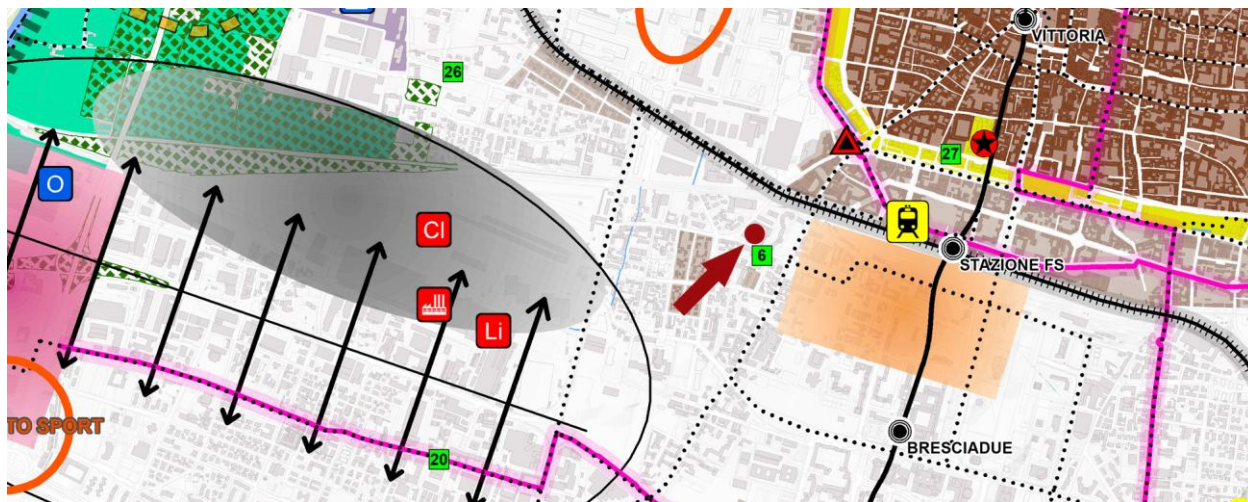 VITTORIA
26
27
O
Cl
6
STAZIONE FS
Li
TO SPORT
BRESCIADUE
20